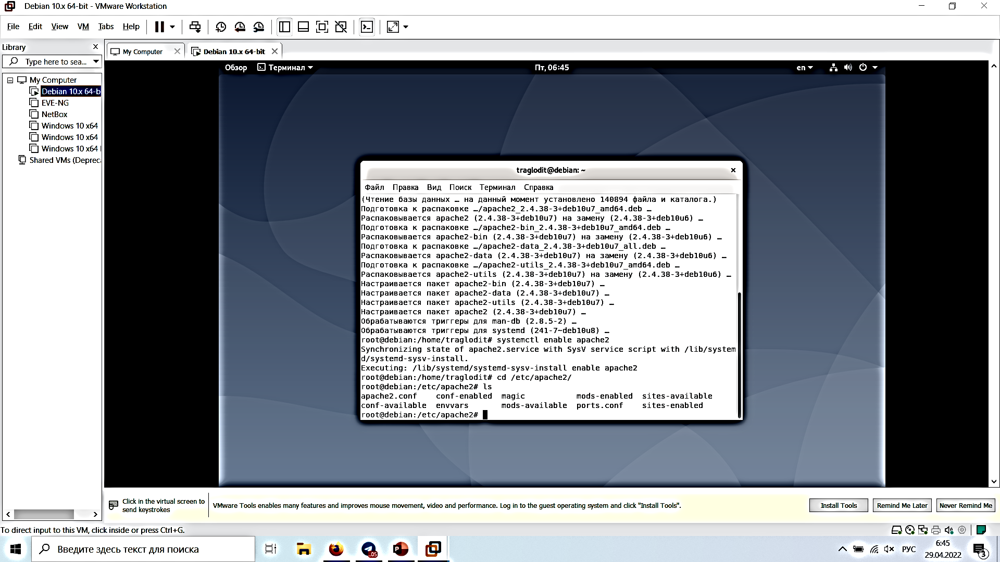 Debian 10.x 64-bit - VMware Workstation
File Edit View VM Tabs Help
Library
Type here to sea...
My Computer
Debian 10.x 64-b
EVE-NG
NetBox
Windows 10 x64
Windows 10 x64
Windows 10 x64
Shared VMs (Depreca
My Computer
Debian 10.x 64-bit
Обзор Терминал Пт, 06:45 en
traglodit@debian: ~
Файл Правка Вид Поиск Терминал Справка
(Чтение базы данных … на данный момент установлено 140894 файла и каталога.)
Подготовка к распаковке …/apache2_2.4.38-3+deb10u7_amd64.deb …
Распаковывается apache2 (2.4.38-3+deb10u7) на замену (2.4.38-3+deb10u6) …
Подготовка к распаковке …/apache2-bin_2.4.38-3+deb10u7_amd64.deb …
Распаковывается apache2-bin (2.4.38-3+deb10u7) на замену (2.4.38-3+deb10u6) …
Подготовка к распаковке …/apache2-data_2.4.38-3+deb10u7_all.deb …
Распаковывается apache2-data (2.4.38-3+deb10u7) на замену (2.4.38-3+deb10u6) …
Подготовка к распаковке …/apache2-utils_2.4.38-3+deb10u7_amd64.deb …
Распаковывается apache2-utils (2.4.38-3+deb10u7) на замену (2.4.38-3+deb10u6) …
Настраивается пакет apache2-bin (2.4.38-3+deb10u7) …
Настраивается пакет apache2-data (2.4.38-3+deb10u7) …
Настраивается пакет apache2-utils (2.4.38-3+deb10u7) …
Настраивается пакет apache2 (2.4.38-3+deb10u7) …
Обрабатываются триггеры для man-db (2.8.5-2) …
Обрабатываются триггеры для systemd (241-7~deb10u8) …
root@debian:/home/traglodit# systemctl enable apache2
Synchronizing state of apache2.service with SysV service script with /lib/system
d/systemd-sysv-install.
Executing: /lib/systemd/systemd-sysv-install enable apache2
root@debian:/home/traglodit# cd /etc/apache2/
root@debian:/etc/apache2# ls
apache2.conf conf-enabled magic mods-enabled sites-available
conf-available envvars mods-available ports.conf sites-enabled
root@debian:/etc/apache2#
Click in the virtual screen to
send keystrokes
VMware Tools enables many features and improves mouse movement, video and performance. Log in to the guest operating system and click "Install Tools".
Install Tools Remind Me Later Never Remind Me
To direct input to this VM, click inside or press Ctrl+G.
Введите здесь текст для поиска
.05
РУС
6:45
29.04.2022
3